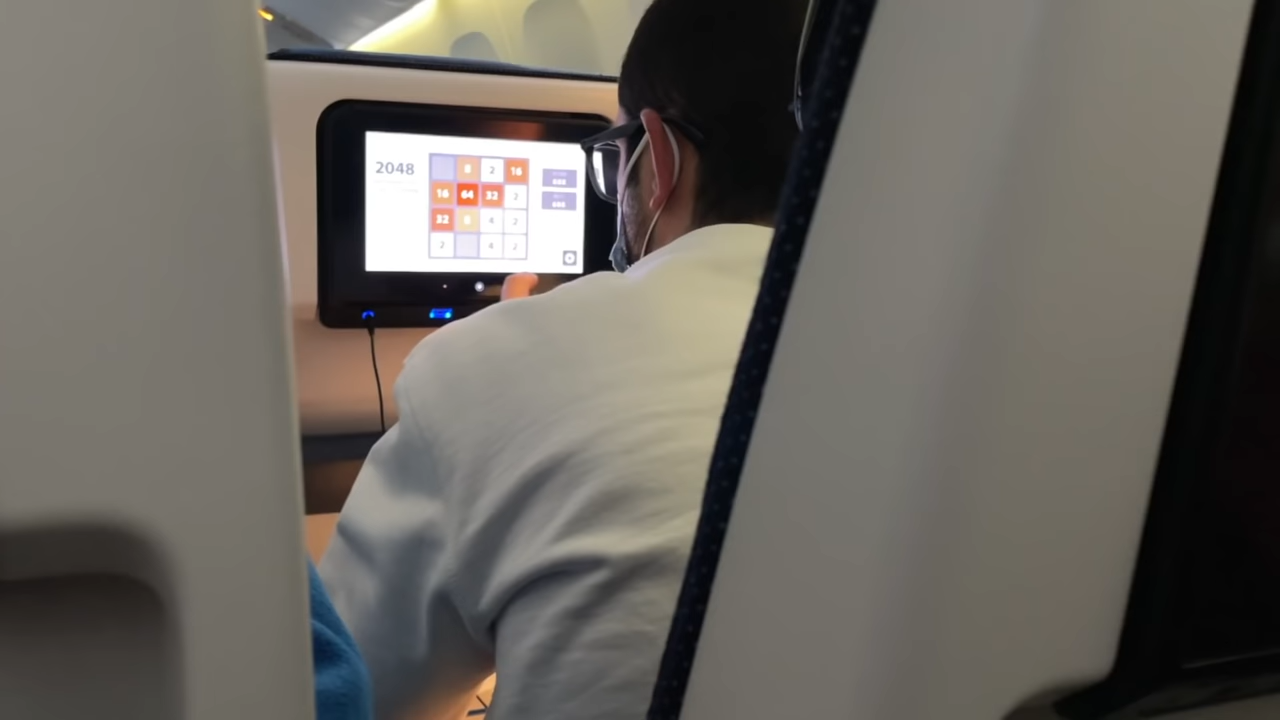 2048
8 2 16
16 64 32 2
32 8 4 2
2 4 2